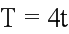 T = 4t